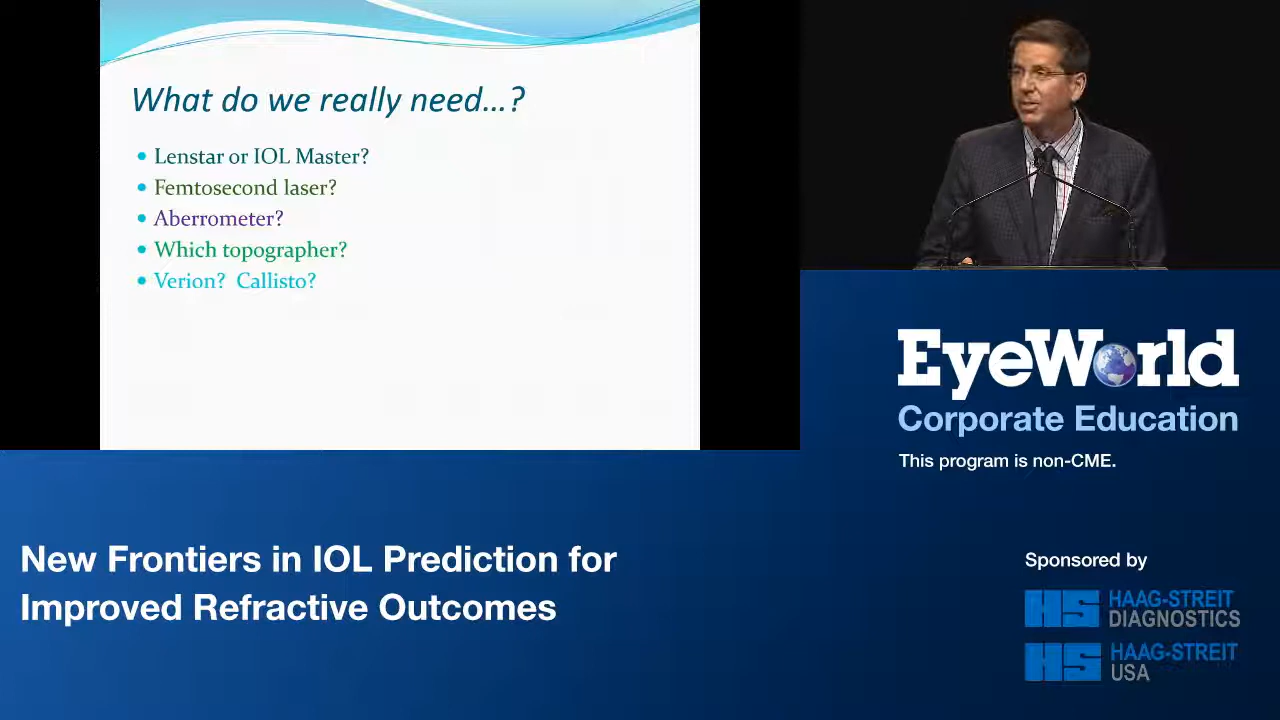 What do we really need...?
Lenstar or IOL Master?
Femtosecond laser?
Aberrometer?
Which topographer?
Verion?  Callisto?
EyeWorld
Corporate Education
This program is non-CME.
New Frontiers in IOL Prediction for
Improved Refractive Outcomes
Sponsored by
HS HAAG-STREIT
DIAGNOSTICS
HS HAAG-STREIT
USA